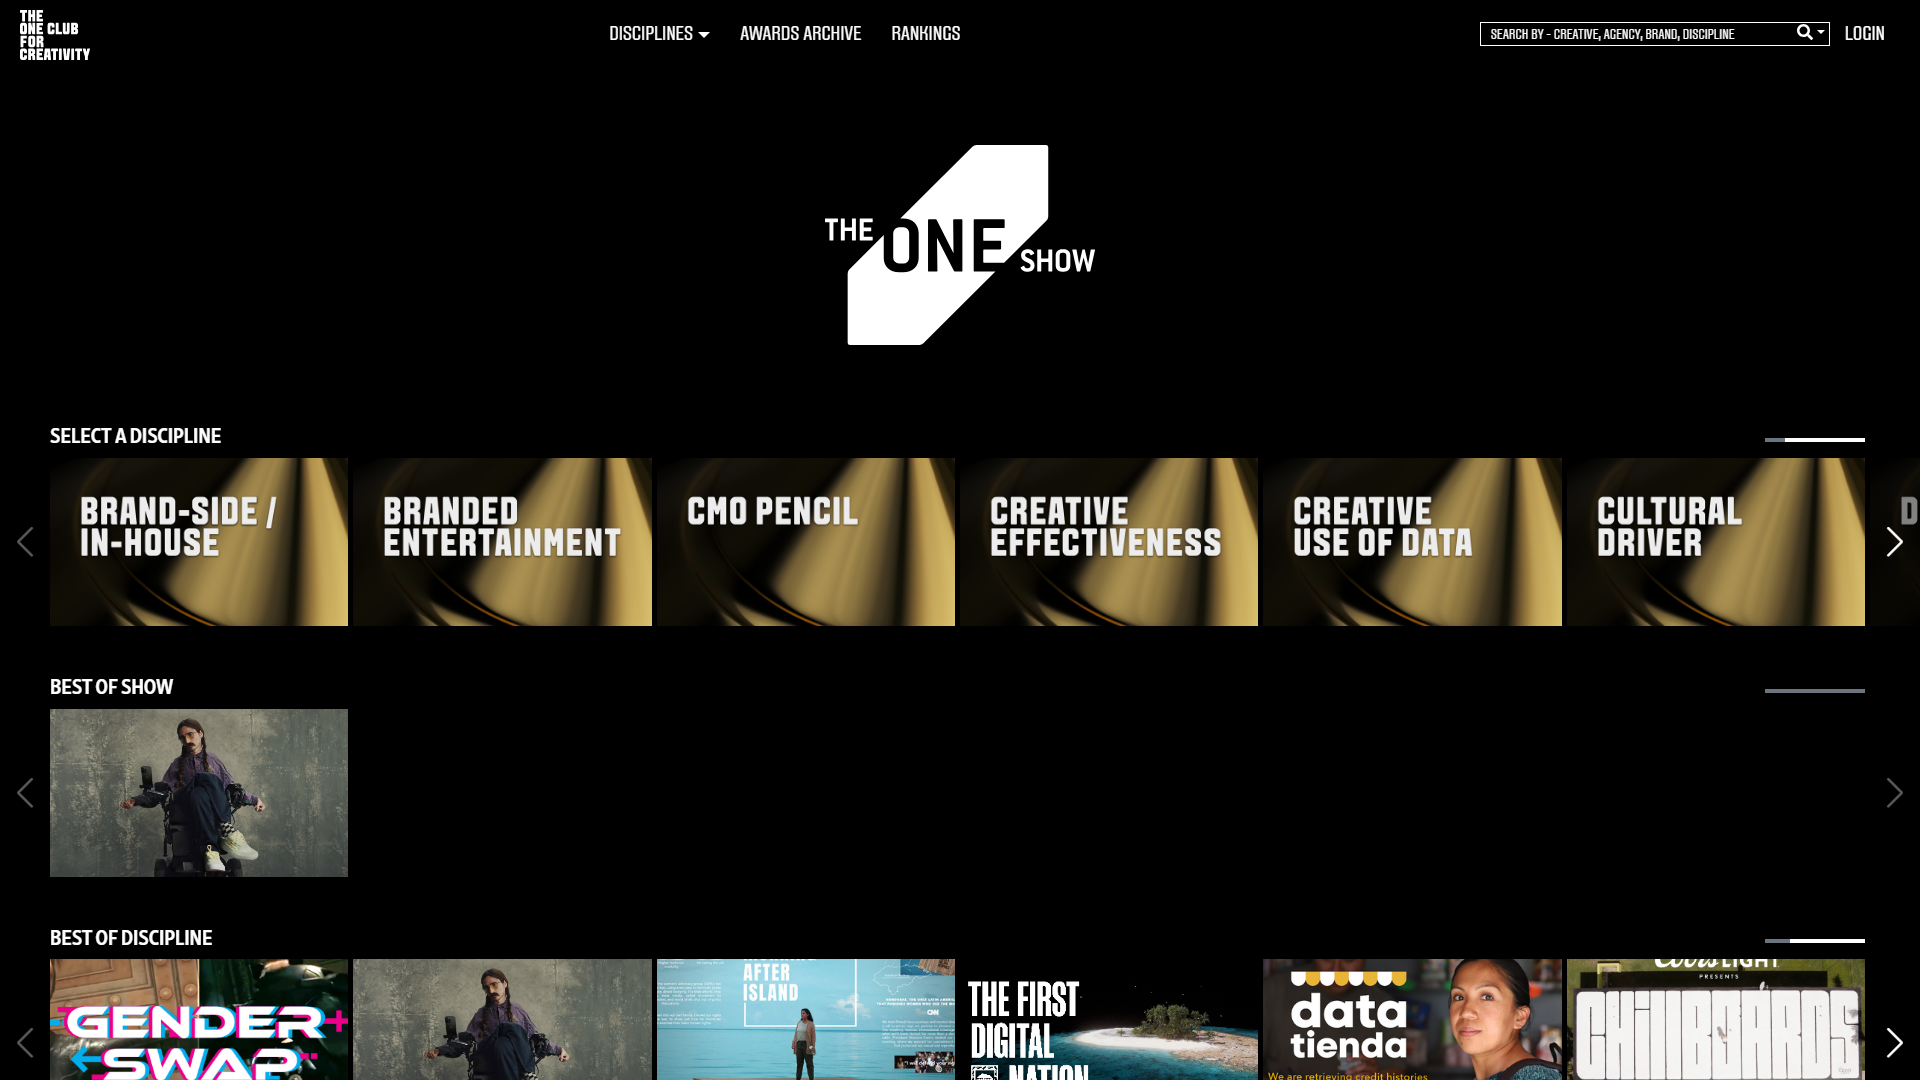 THE
ONE CLUB
FOR
CREATIVITY
DISCIPLINES
AWARDS ARCHIVE
RANKINGS
SEARCH BY - CREATIVE, AGENCY, BRAND, DISCIPLINE
LOGIN
THE ONE SHOW
SELECT A DISCIPLINE
BRAND-SIDE /
IN-HOUSE
BRANDED
ENTERTAINMENT
CMO PENCIL
CREATIVE
EFFECTIVENESS
CREATIVE
USE OF DATA
CULTURAL
DRIVER
D
BEST OF SHOW
BEST OF DISCIPLINE
GENDER
SWAP
AFTER
ISLAND
CNN
THE FIRST
DIGITAL
NATION
data
tienda
We are retrieving credit histories
Coors LIGHT
PRESENTS
CHILLBOARDS